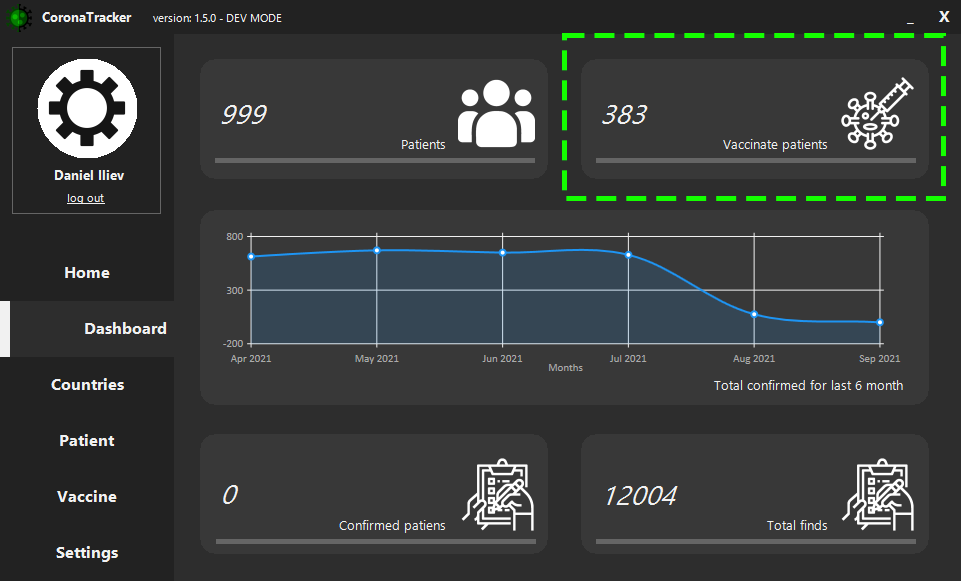 CoronaTracker version: 1.5.0 - DEV MODE _ X
Daniel Iliev
log out
Home
Dashboard
Countries
Patient
Vaccine
Settings
999
Patients
383
Vaccinate patients
800
300
-200
Apr 2021 May 2021 Jun 2021 Jul 2021 Aug 2021 Sep 2021
Months
Total confirmed for last 6 month
0
Confirmed patiens
12004
Total finds